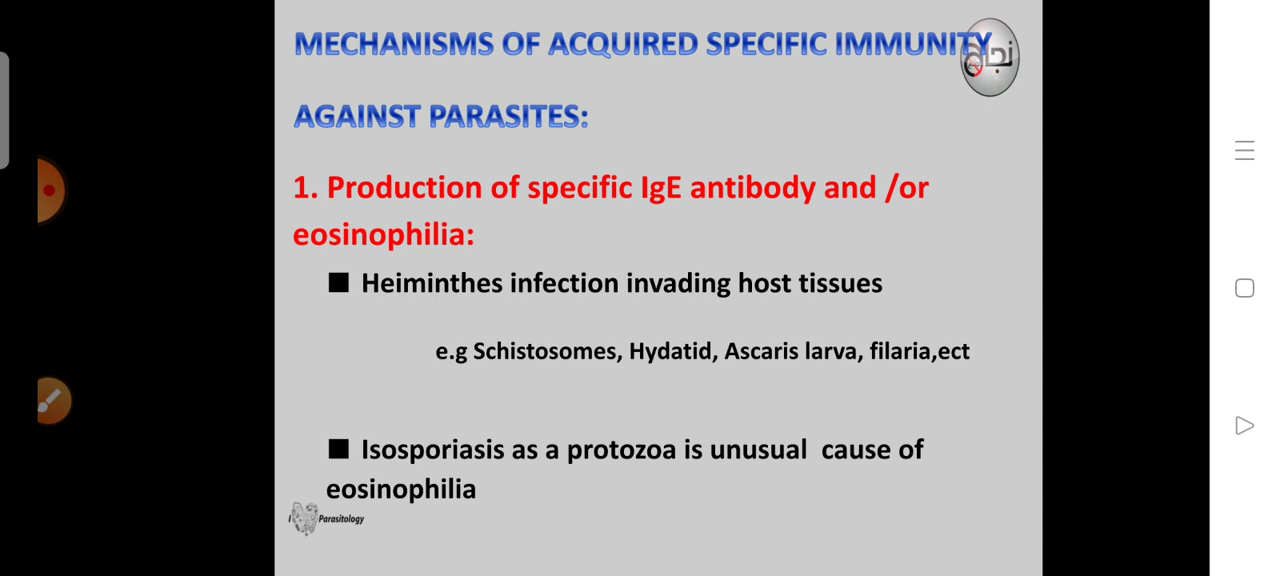 MECHANISMS OF ACQUIRED SPECIFIC IMMUNITY
AGAINST PARASITES:
1. Production of specific IgE antibody and /or
eosinophilia:
■ Heiminthes infection invading host tissues
e.g Schistosomes, Hydatid, Ascaris larva, filaria,ect
■ Isosporiasis as a protozoa is unusual cause of
eosinophilia
Parasitology